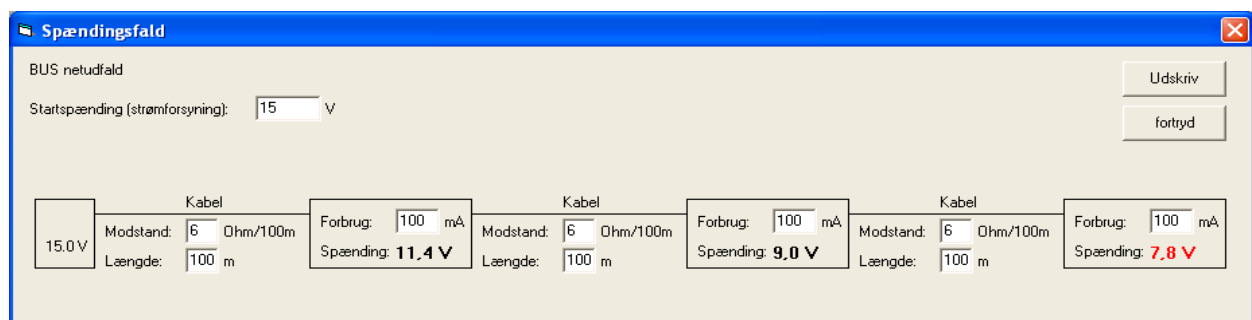 Spændingsfald
BUS netudfald
Udskriv
Startspænding (strømforsyning): 15 V
fortryd
Kabel Kabel Kabel
15.0 V
Modstand: 6 Ohm/100m
Længde: 100 m
Forbrug: 100 mA
Spænding: 11,4 V
Modstand: 6 Ohm/100m
Længde: 100 m
Forbrug: 100 mA
Spænding: 9,0 V
Modstand: 6 Ohm/100m
Længde: 100 m
Forbrug: 100 mA
Spænding: 7,8 V